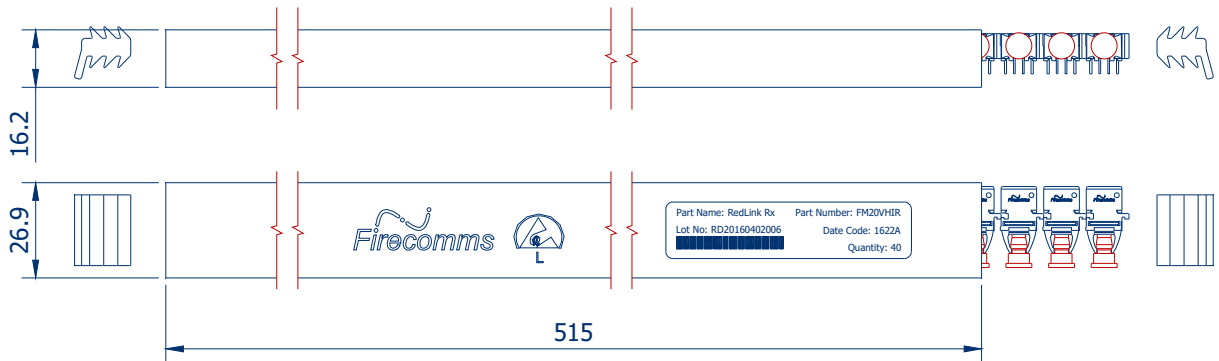 16.2
26.9
Firecomms
L
Part Name: RedLink Rx Part Number: FM20VHIR
Lot No: RD20160402006 Date Code: 1622A
Quantity: 40
515